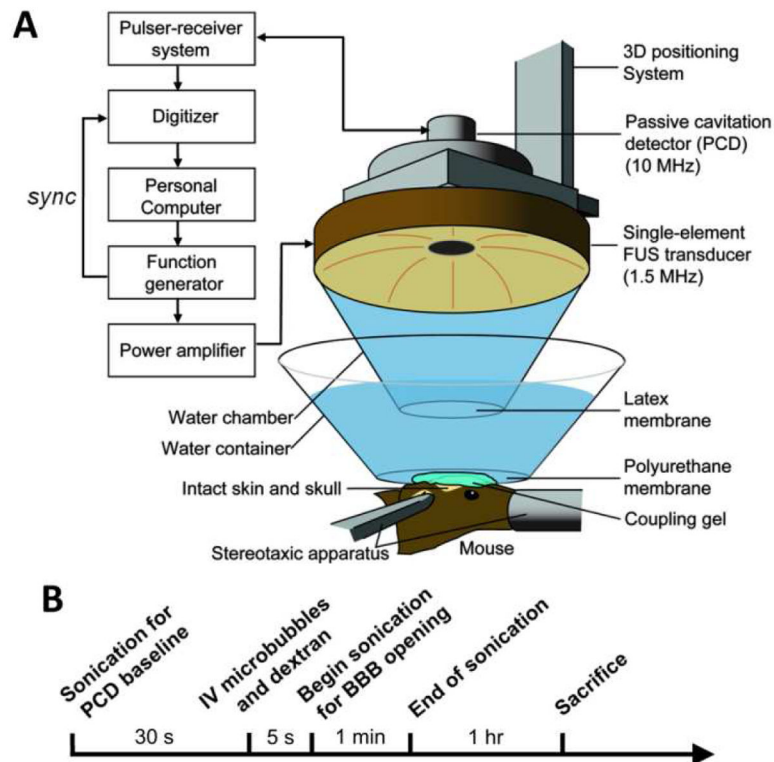 A
Pulser-receiver
system
Digitizer
Personal
Computer
Function
generator
Power amplifier
sync
3D positioning
System
Passive cavitation
detector (PCD)
(10 MHz)
Single-element
FUS transducer
(1.5 MHz)
Water chamber
Water container
Latex
membrane
Intact skin and skull
Polyurethane
membrane
Coupling gel
Stereotaxic apparatus
Mouse
B
Sonication for
PCD baseline
IV microbubbles
and dextran
Begin sonication
for BBB opening
End of sonication
Sacrifice
30 s
5 s
1 min
1 hr